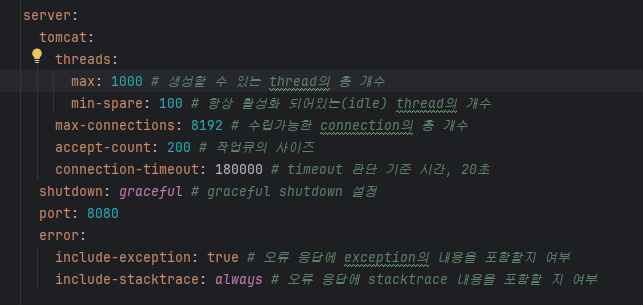 server:
tomcat:
threads:
max: 1000 # 생성할 수 있는 thread의 총 개수
min-spare: 100 # 항상 활성화 되어있는(idle) thread의 개수
max-connections: 8192 # 수립가능한 connection의 총 개수
accept-count: 200 # 작업큐의 사이즈
connection-timeout: 180000 # timeout 판단 기준 시간, 20초
shutdown: graceful # graceful shutdown 설정
port: 8080
error:
include-exception: true # 오류 응답에 exception의 내용을 포함할지 여부
include-stacktrace: always # 오류 응답에 stacktrace 내용을 포함할 지 여부